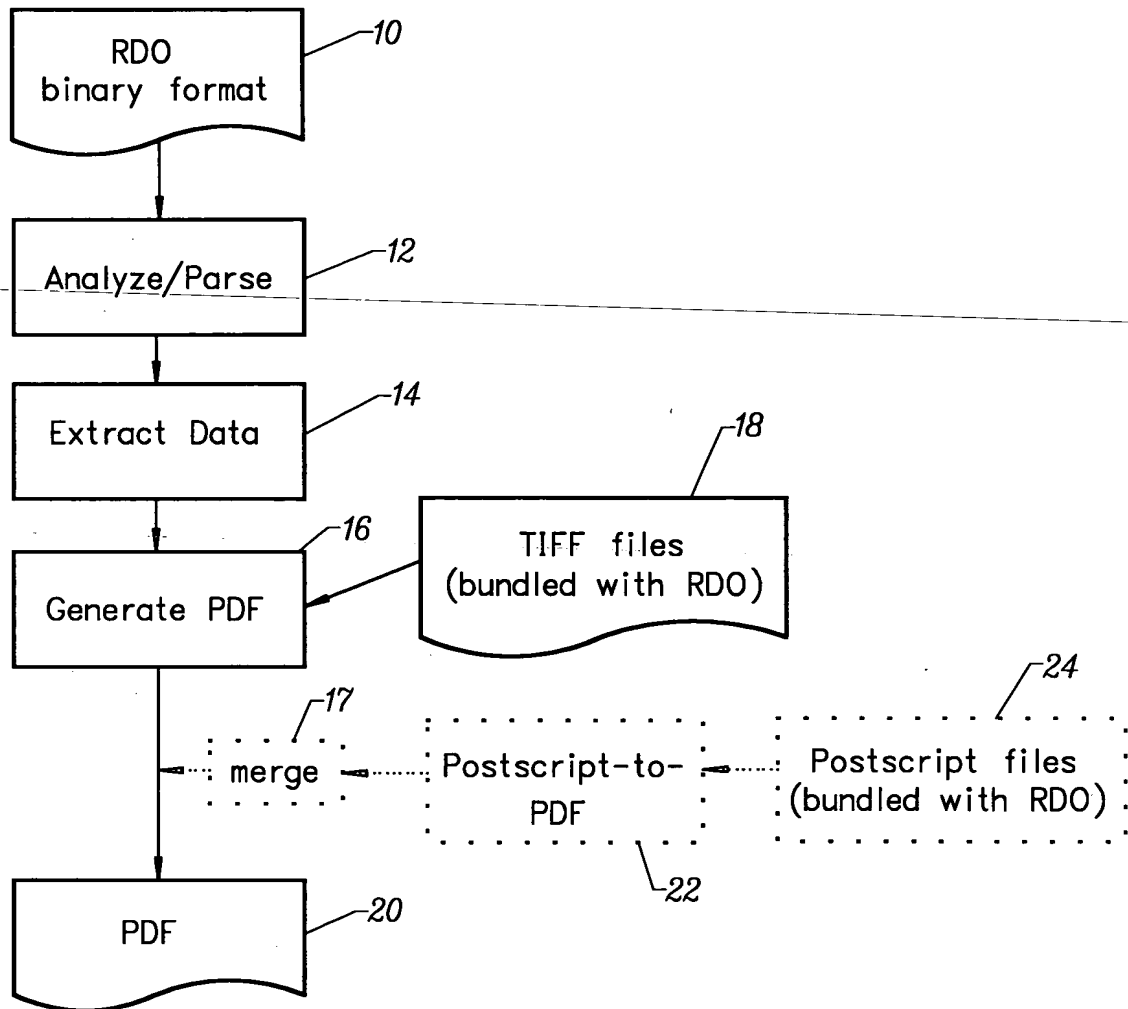 RDO
binary format
10
Analyze/Parse
12
Extract Data
14
Generate PDF
16
TIFF files
(bundled with RDO)
18
merge
17
Postscript-to-
PDF
22
Postscript files
(bundled with RDO)
24
PDF
20